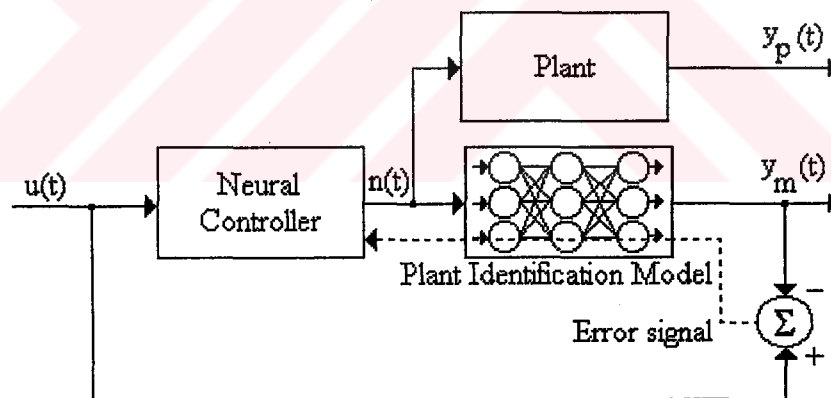 y_p(t)
Plant
u(t)
Neural
Controller
n(t)
y_m(t)
Plant Identification Model
−
Error signal
Σ
+